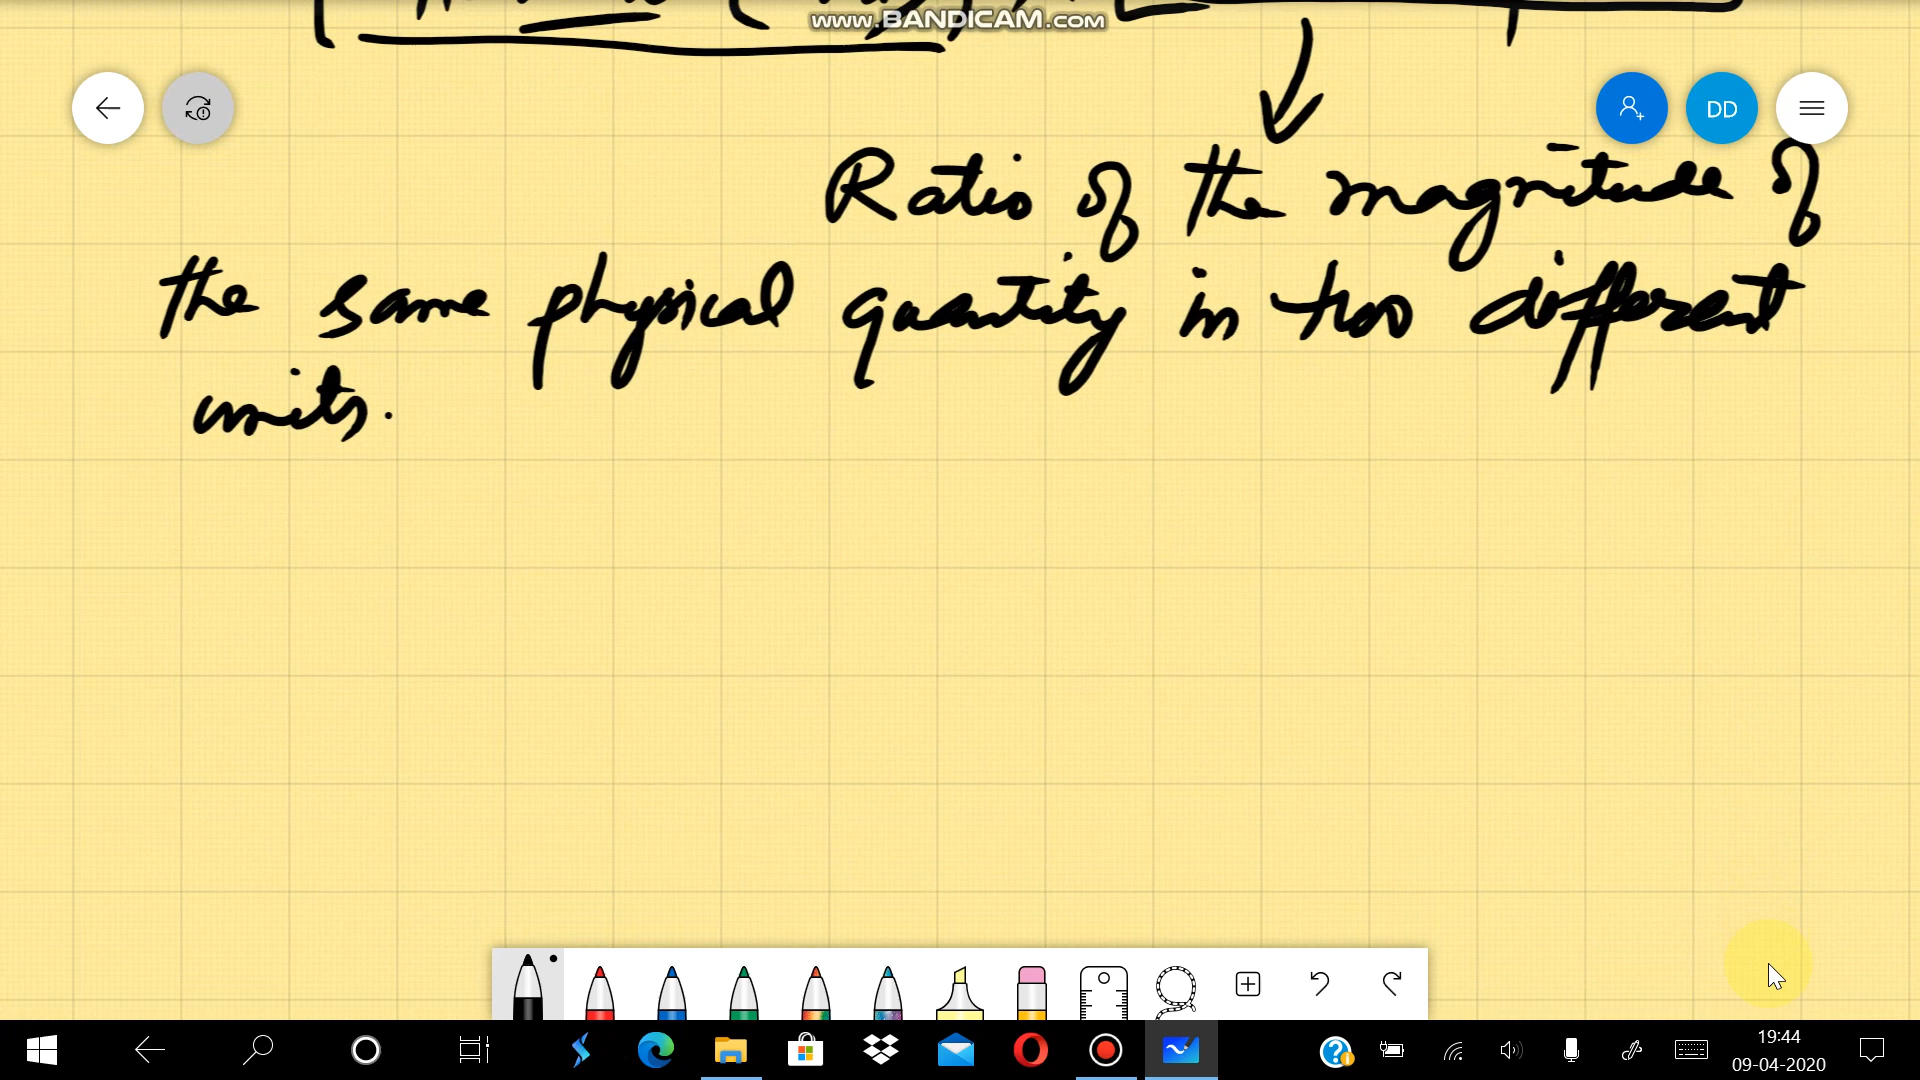 www.BANDICAM.com
DD
Ratio of the magnitude of
the same physical quantity in two different
units.
19:44
09-04-2020